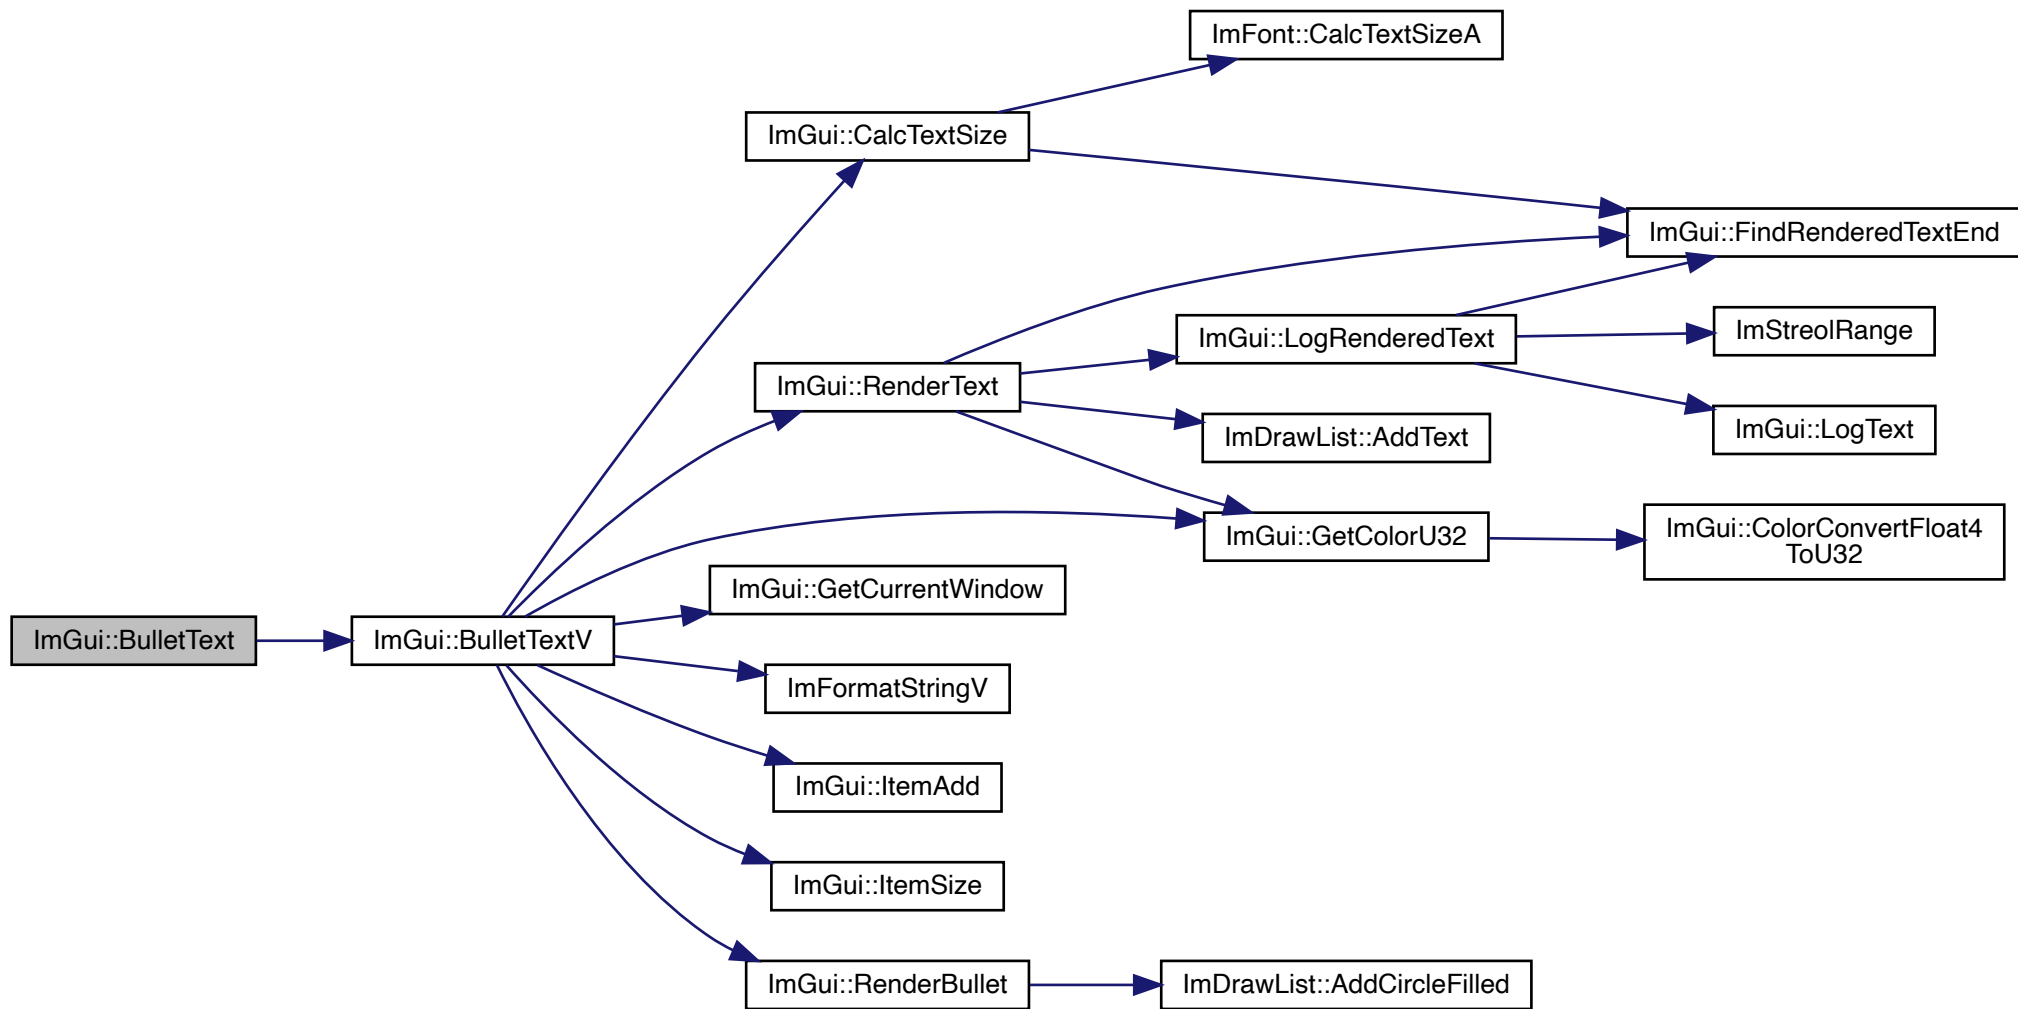 ImFont::CalcTextSizeA
ImGui::CalcTextSize
ImGui::FindRenderedTextEnd
ImGui::LogRenderedText
ImStreolRange
ImGui::RenderText
ImDrawList::AddText
ImGui::LogText
ImGui::GetColorU32
ImGui::ColorConvertFloat4
ToU32
ImGui::GetCurrentWindow
ImGui::BulletText
ImGui::BulletTextV
ImFormatStringV
ImGui::ItemAdd
ImGui::ItemSize
ImGui::RenderBullet
ImDrawList::AddCircleFilled